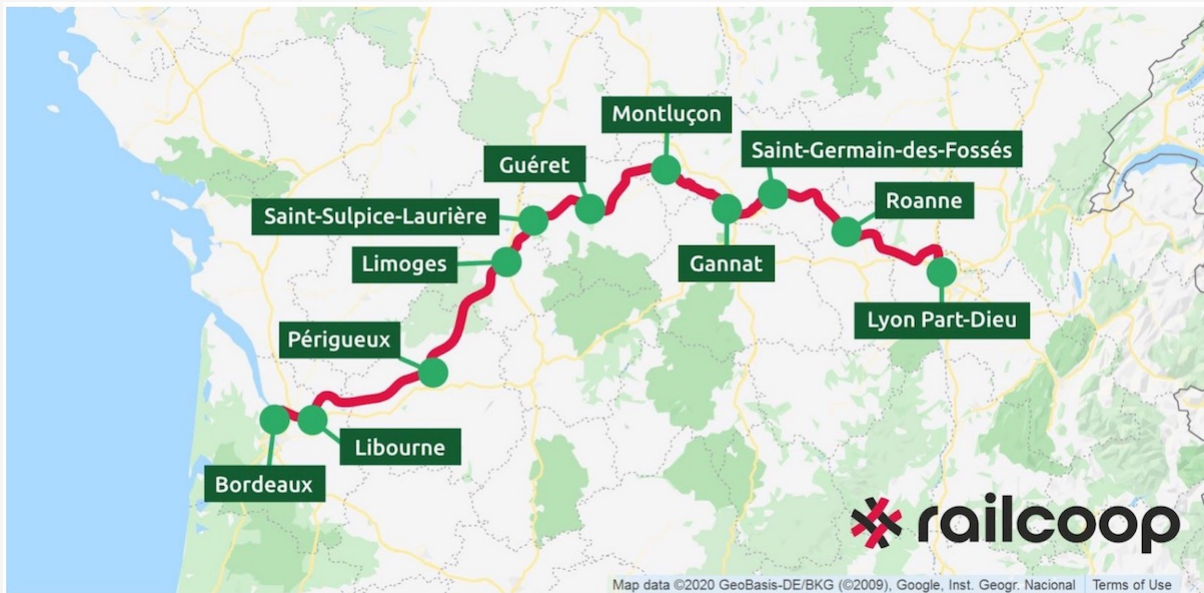 Montluçon
Saint-Germain-des-Fossés
Guéret
Roanne
Saint-Sulpice-Laurière
Limoges
Gannat
Lyon Part-Dieu
Périgueux
Libourne
Bordeaux
railcoop
Map data ©2020 GeoBasis-DE/BKG (©2009), Google, Inst. Geogr. Nacional Terms of Use